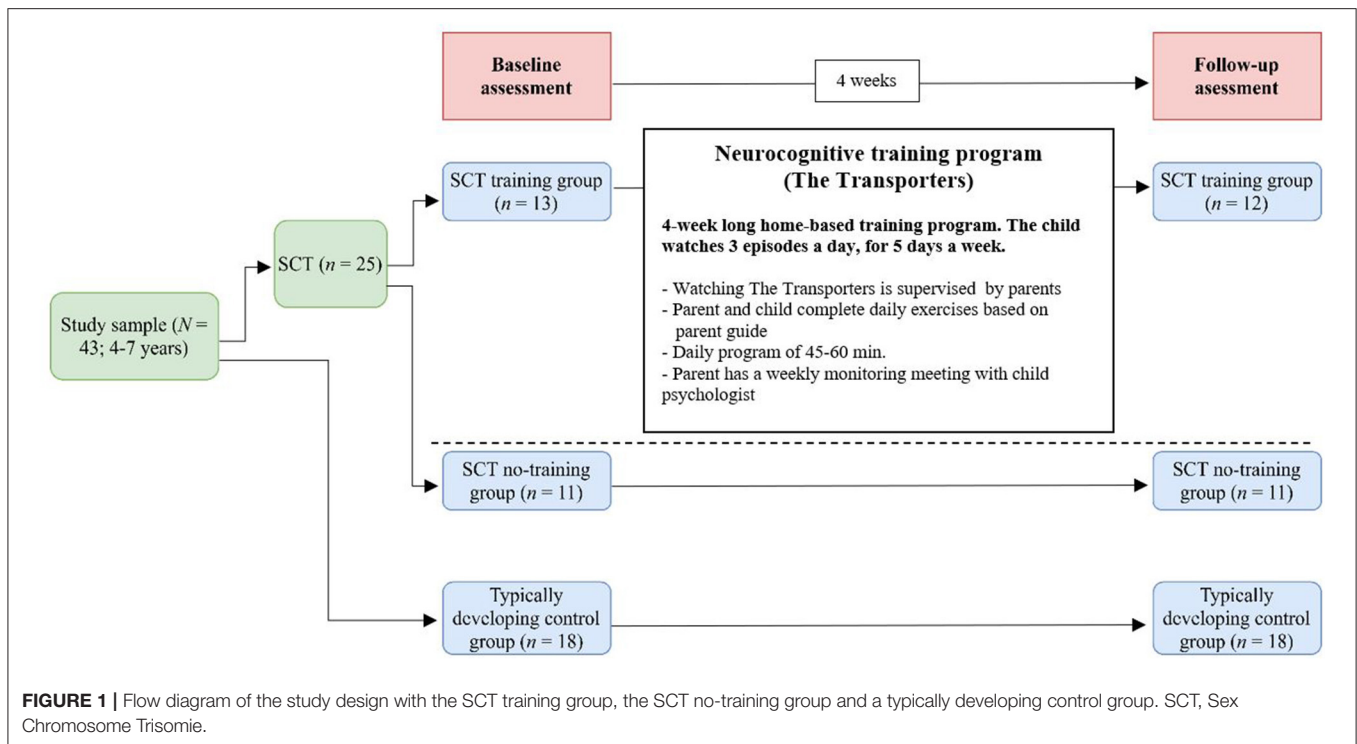 Baseline
assessment
4 weeks
Follow-up
asessment
SCT training group
(n = 13)
Neurocognitive training program
(The Transporters)
4-week long home-based training program. The child
watches 3 episodes a day, for 5 days a week.
- Watching The Transporters is supervised by parents
- Parent and child complete daily exercises based on
parent guide
- Daily program of 45-60 min.
- Parent has a weekly monitoring meeting with child
psychologist
SCT training group
(n = 12)
SCT (n = 25)
Study sample (N =
43; 4-7 years)
SCT no-training
group (n = 11)
SCT no-training
group (n = 11)
Typically
developing control
group (n = 18)
Typically
developing control
group (n = 18)
FIGURE 1 | Flow diagram of the study design with the SCT training group, the SCT no-training group and a typically developing control group. SCT, Sex
Chromosome Trisomie.